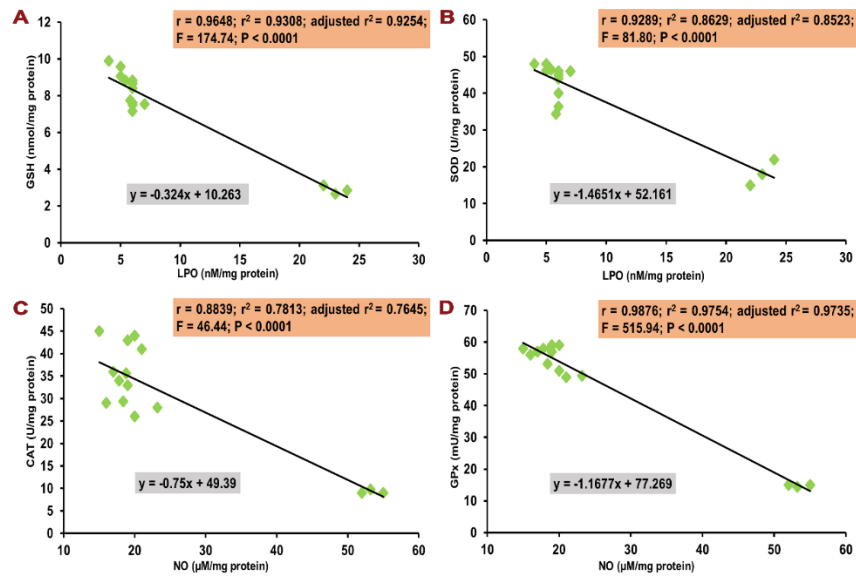 A
r = 0.9648; r² = 0.9308; adjusted r² = 0.9254;
F = 174.74; P < 0.0001
GSH (nmol/mg protein)
12
10
8
6
4
2
0
y = -0.324x + 10.263
0 5 10 15 20 25 30
LPO (nM/mg protein)
B
r = 0.9289; r² = 0.8629; adjusted r² = 0.8523;
F = 81.80; P < 0.0001
SOD (U/mg protein)
60
50
40
30
20
10
0
y = -1.4651x + 52.161
0 5 10 15 20 25 30
LPO (nM/mg protein)
C
r = 0.8839; r² = 0.7813; adjusted r² = 0.7645;
F = 46.44; P < 0.0001
CAT (U/mg protein)
50
45
40
35
30
25
20
15
10
5
0
y = -0.75x + 49.39
10 20 30 40 50 60
NO (µM/mg protein)
D
r = 0.9876; r² = 0.9754; adjusted r² = 0.9735;
F = 515.94; P < 0.0001
GPx (mU/mg protein)
70
60
50
40
30
20
10
0
y = -1.1677x + 77.269
10 20 30 40 50 60
NO (µM/mg protein)